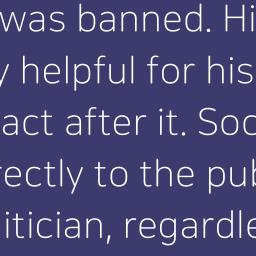 was banned. Hi
y helpful for his
act after it. Soc
rectly to the pub
itician, regardle